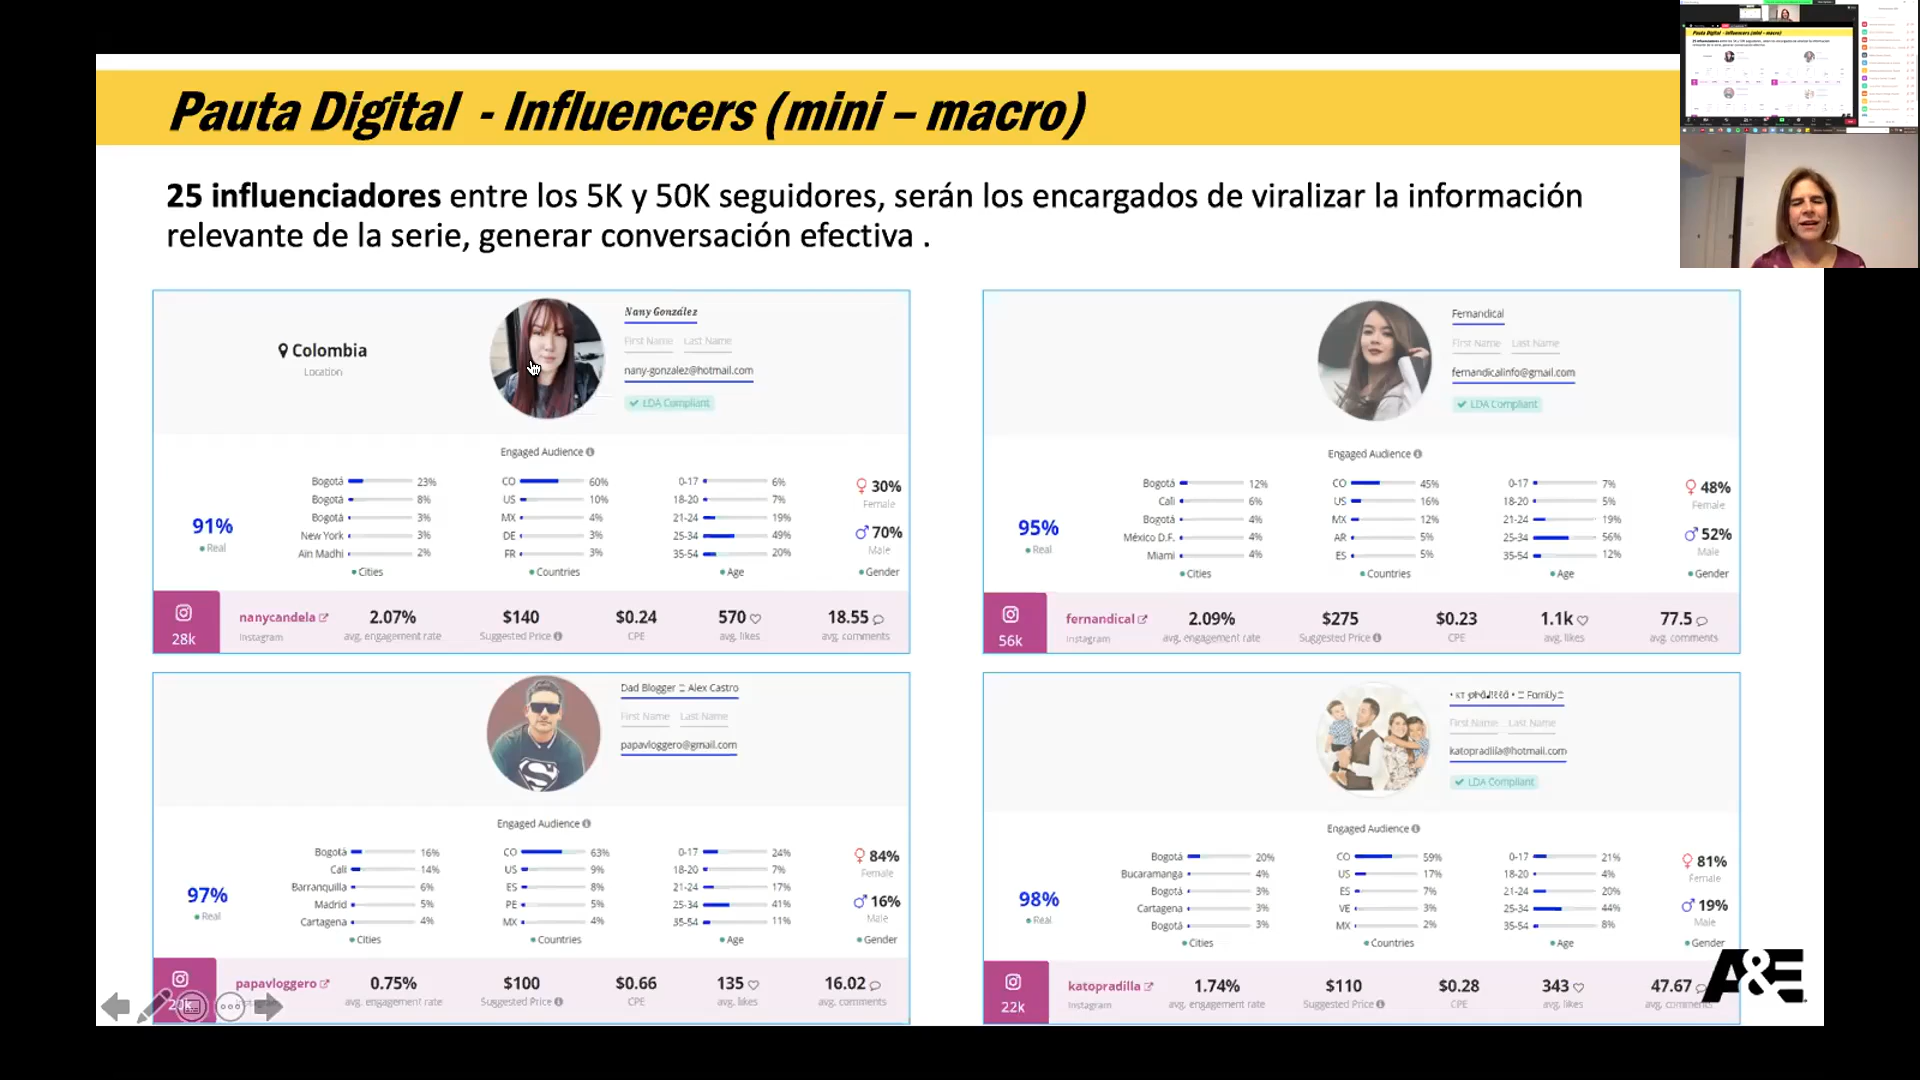 Pauta Digital - Influencers (mini – macro)
25 influenciadores entre los 5K y 50K seguidores, serán los encargados de viralizar la información
relevante de la serie, generar conversación efectiva .
Colombia
Location
Nany González
First Name Last Name
nany-gonzalez@hotmail.com
LDA Compliant
Engaged Audience
91%
Real
Bogotá 23%
Bogotá 8%
Bogotá 3%
New York 3%
Ain Madhi 2%
Cities
CO 60%
US 10%
MX 4%
DE 3%
FR 3%
Countries
0-17 6%
18-20 7%
21-24 19%
25-34 49%
35-54 20%
Age
30%
Female
70%
Male
Gender
28k
nanycandela
Instagram
2.07%
avg. engagement rate
$140
Suggested Price
$0.24
CPE
570
avg. likes
18.55
avg. comments
Fernandical
First Name Last Name
fernandicalinfo@gmail.com
LDA Compliant
Engaged Audience
95%
Real
Bogotá 12%
Cali 6%
Bogotá 4%
México D.F. 4%
Miami 4%
Cities
CO 45%
US 16%
MX 12%
AR 5%
ES 5%
Countries
0-17 7%
18-20 5%
21-24 19%
25-34 56%
35-54 12%
Age
48%
Female
52%
Male
Gender
56k
fernandical
Instagram
2.09%
avg. engagement rate
$275
Suggested Price
$0.23
CPE
1.1k
avg. likes
77.5
avg. comments
Dad Blogger Alex Castro
First Name Last Name
papavloggero@gmail.com
Engaged Audience
97%
Real
Bogotá 16%
Cali 14%
Barranquilla 6%
Madrid 5%
Cartagena 4%
Cities
CO 63%
US 9%
ES 8%
PE 5%
MX 4%
Countries
0-17 24%
18-20 7%
21-24 17%
25-34 41%
35-54 11%
Age
84%
Female
16%
Male
Gender
papavloggero
0.75%
avg. engagement rate
$100
Suggested Price
$0.66
CPE
135
avg. likes
16.02
avg. comments
Family
First Name Last Name
katopradilla@hotmail.com
LDA Compliant
Engaged Audience
98%
Real
Bogotá 20%
Bucaramanga 4%
Bogotá 3%
Cartagena 3%
Bogotá 3%
Cities
CO 59%
US 17%
ES 7%
VE 3%
MX 2%
Countries
0-17 21%
18-20 4%
21-24 20%
25-34 44%
35-54 8%
Age
81%
Female
19%
Male
Gender
22k
katopradilla
Instagram
1.74%
avg. engagement rate
$110
Suggested Price
$0.28
CPE
343
avg. likes
47.67
avg. comments
A&E
Pauta Digital - Influencers (mini – macro)